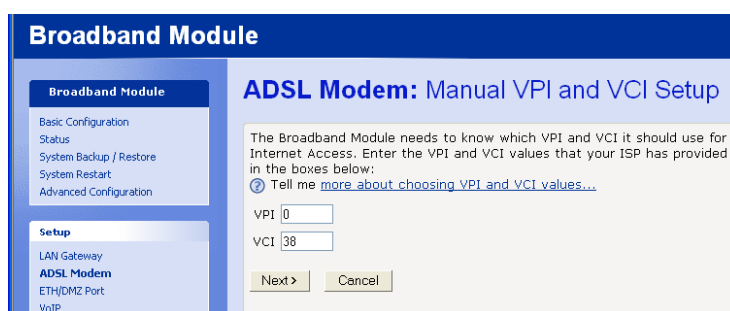 Broadband Module
Broadband Module
Basic Configuration
Status
System Backup / Restore
System Restart
Advanced Configuration
Setup
LAN Gateway
ADSL Modem
ETH/DMZ Port
VoIP
ADSL Modem: Manual VPI and VCI Setup
The Broadband Module needs to know which VPI and VCI it should use for
Internet Access. Enter the VPI and VCI values that your ISP has provided
in the boxes below:
? Tell me more about choosing VPI and VCI values...
VPI 0
VCI 38
Next> Cancel